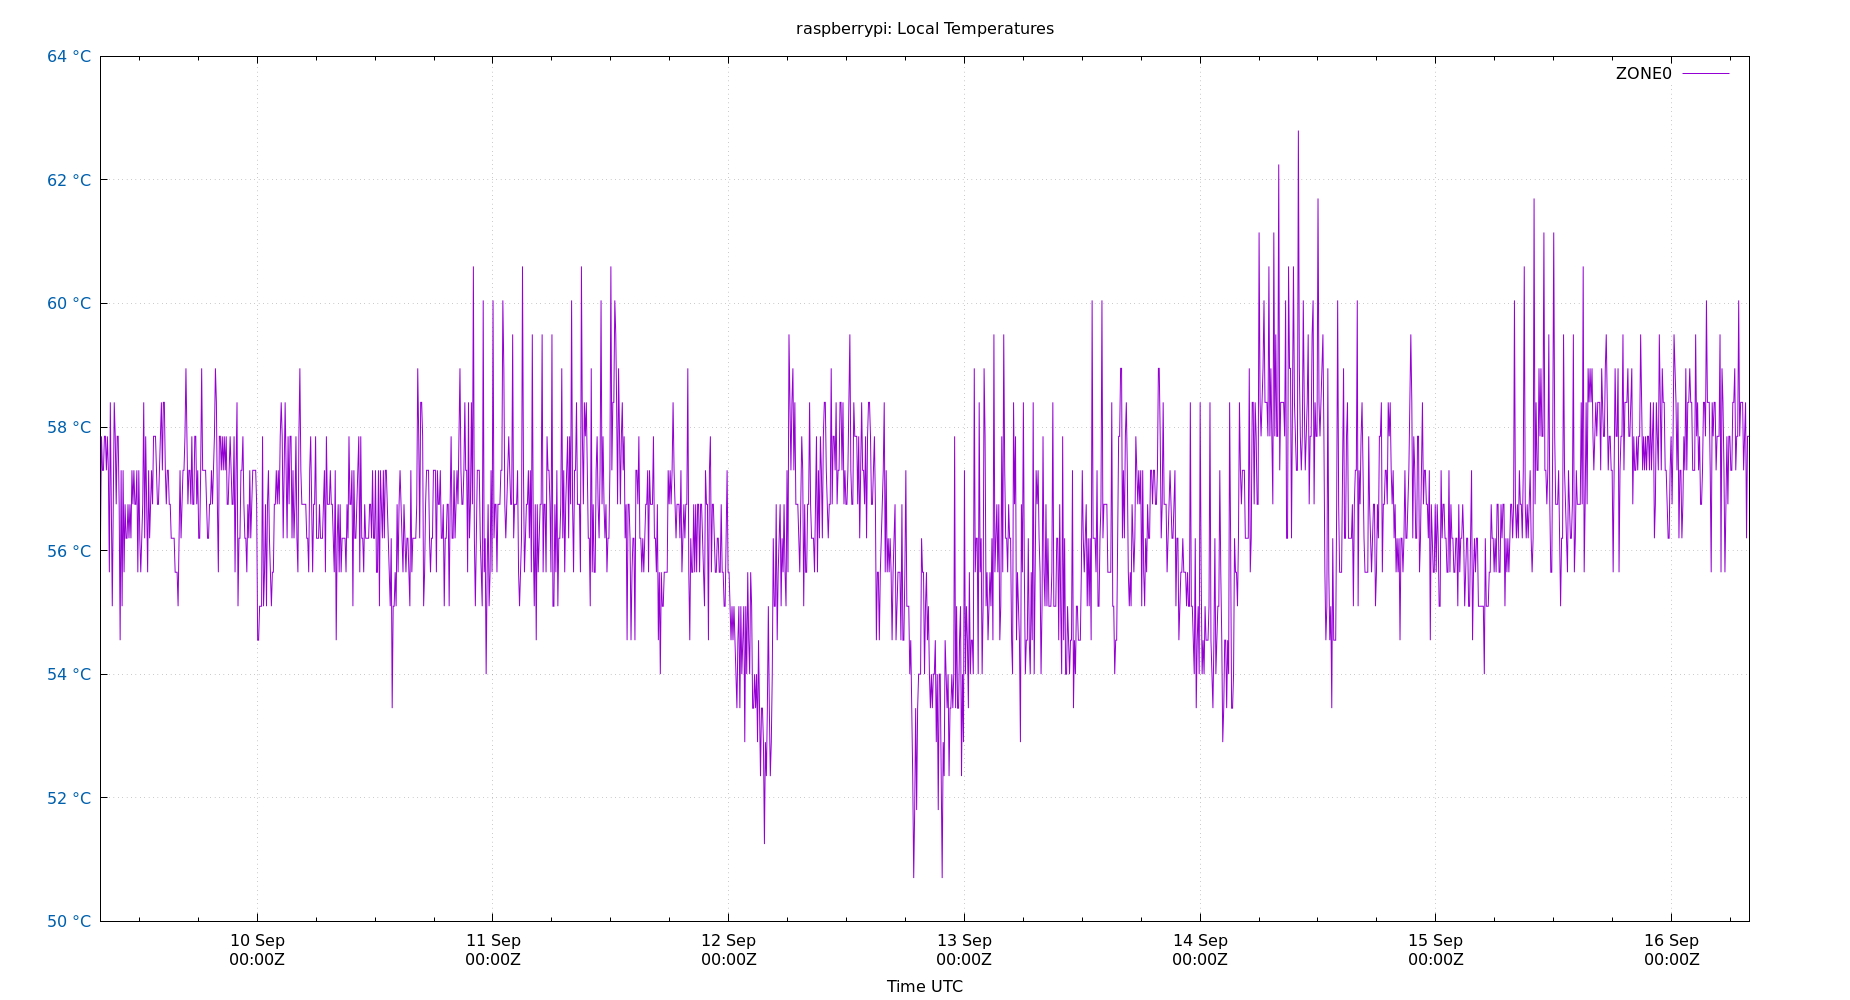 raspberrypi: Local Temperatures
64 °C
ZONE0
62 °C
60 °C
58 °C
56 °C
54 °C
52 °C
50 °C
10 Sep 11 Sep 12 Sep 13 Sep 14 Sep 15 Sep 16 Sep
00:00Z 00:00Z 00:00Z 00:00Z 00:00Z 00:00Z 00:00Z
Time UTC